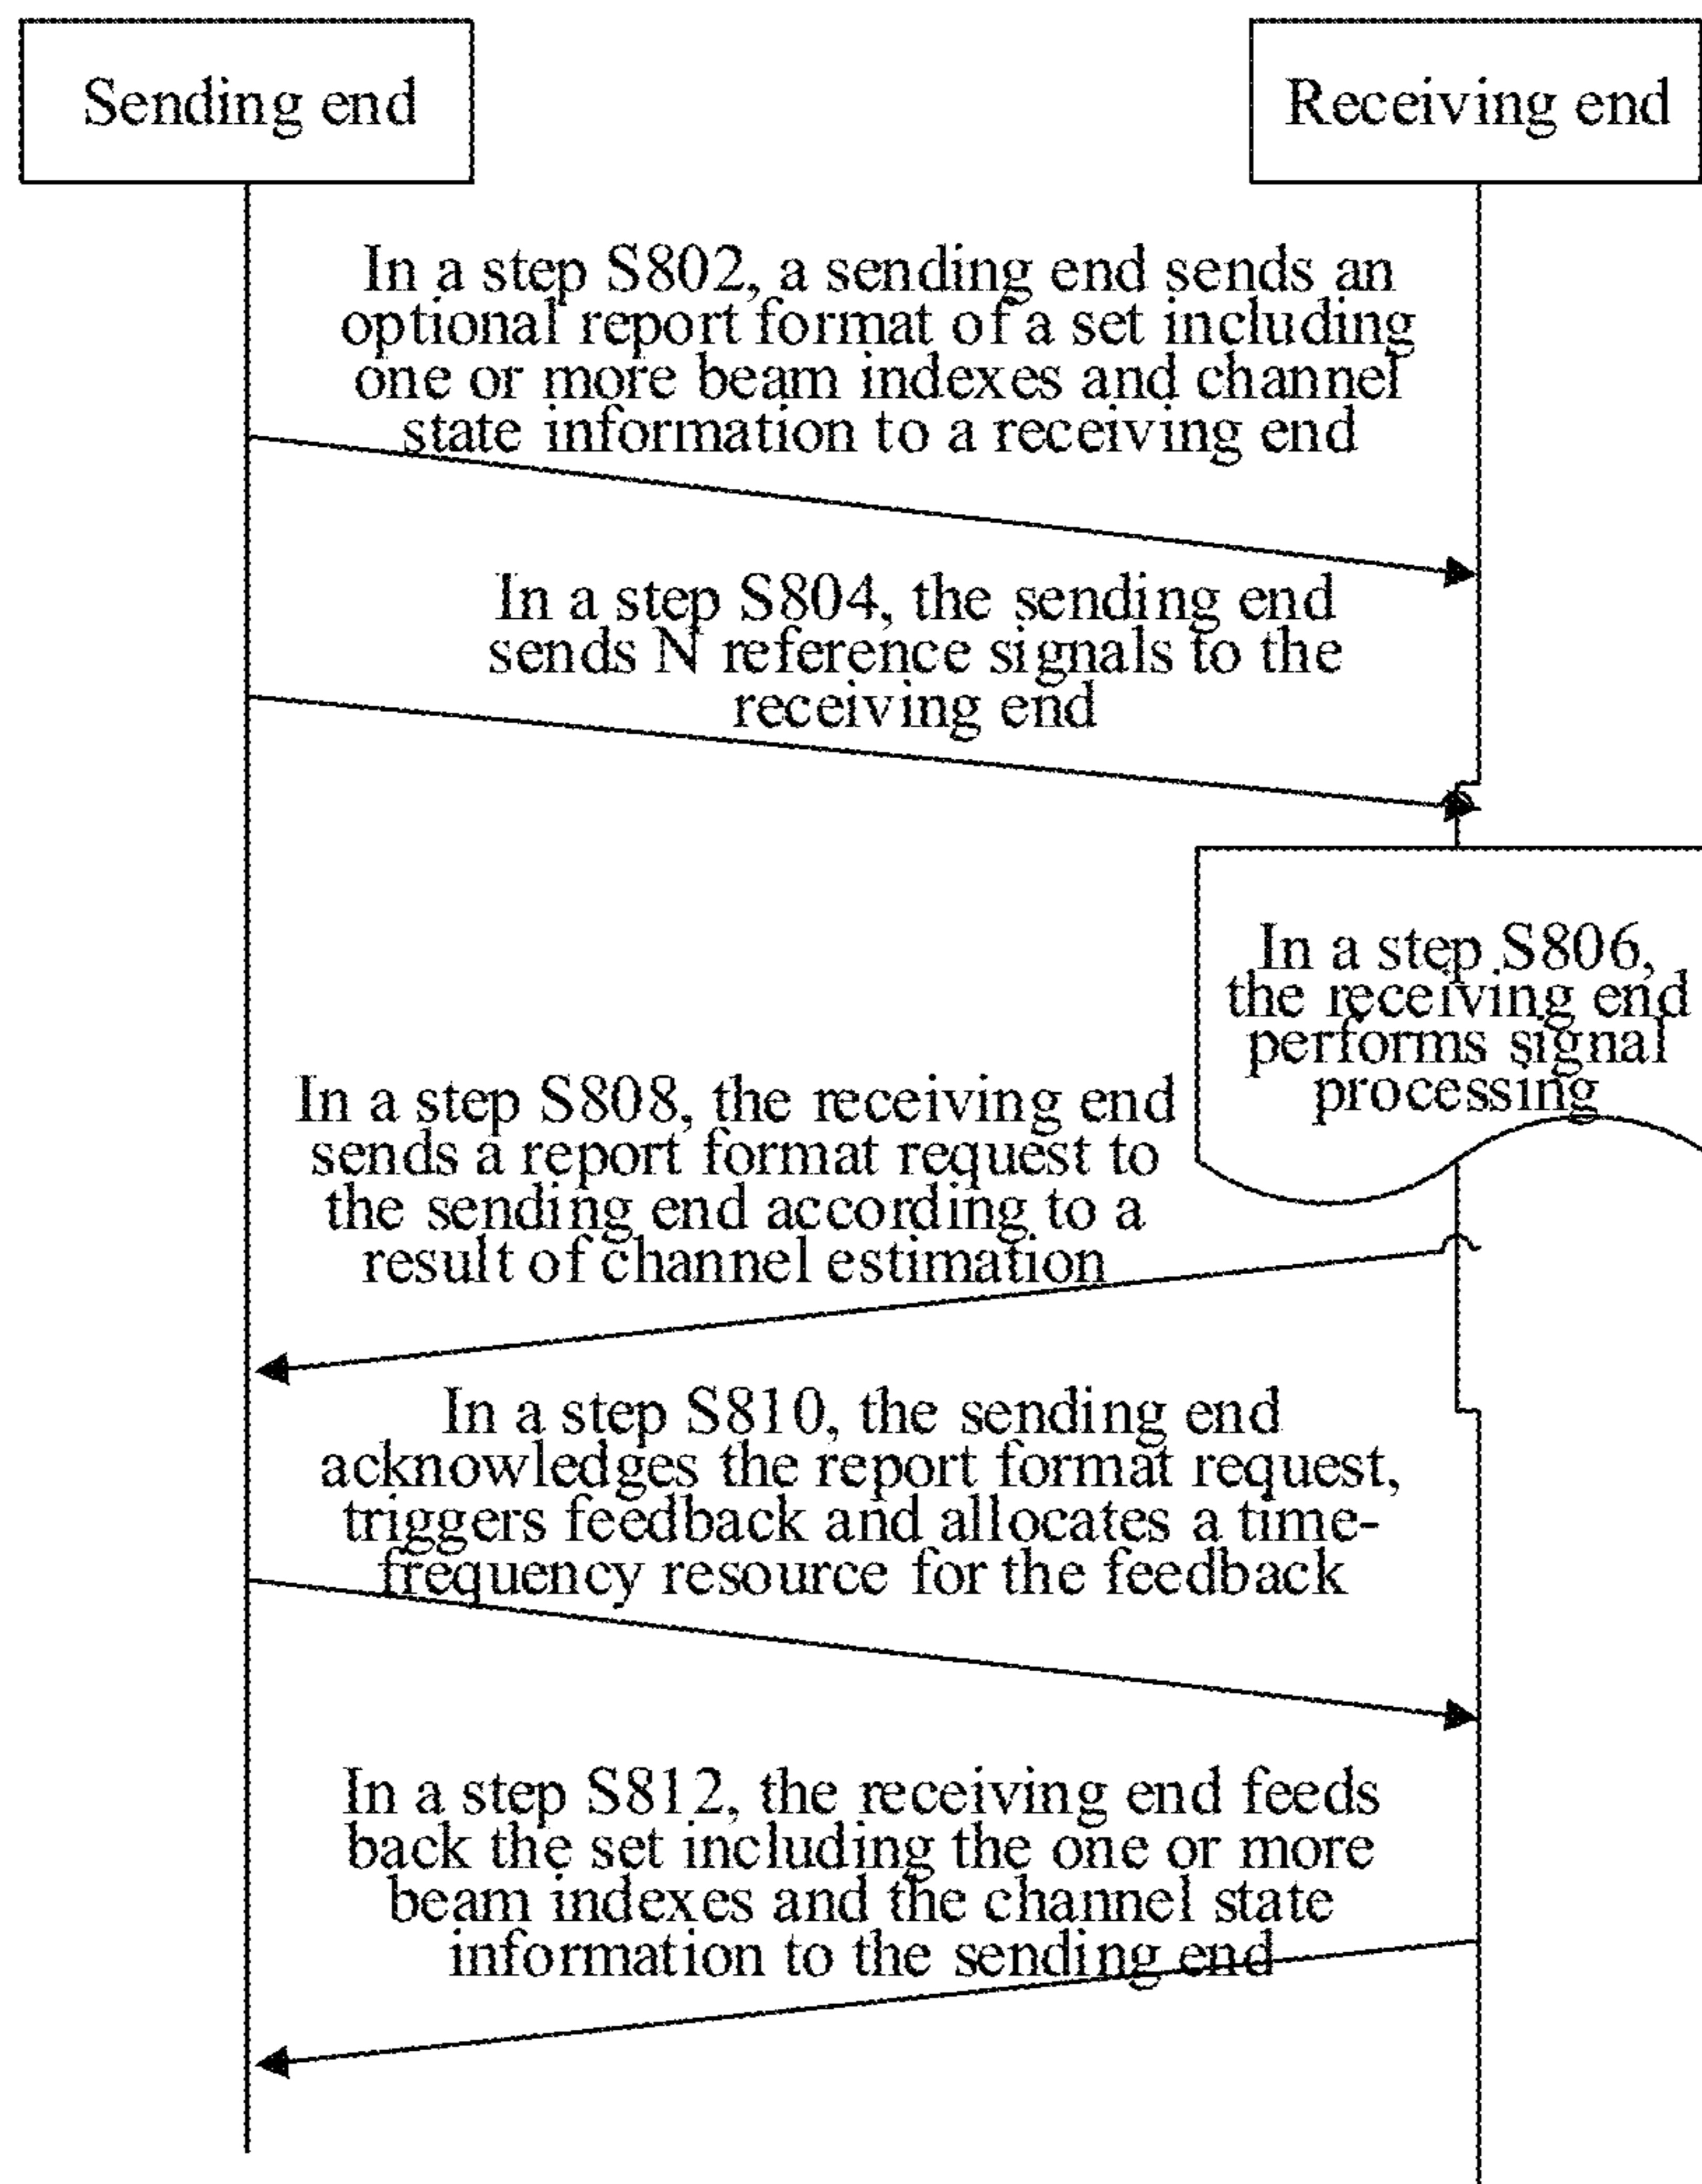 Sending end
Receiving end
In a step S802, a sending end sends an
optional report format of a set including
one or more beam indexes and channel
state information to a receiving end
In a step S804, the sending end
sends N reference signals to the
receiving end
In a step S806,
the receiving end
performs signal
processing
In a step S808, the receiving end
sends a report format request to
the sending end according to a
result of channel estimation
In a step S810, the sending end
acknowledges the report format request,
triggers feedback and allocates a time-
frequency resource for the feedback
In a step S812, the receiving end feeds
back the set including the one or more
beam indexes and the channel state
information to the sending end